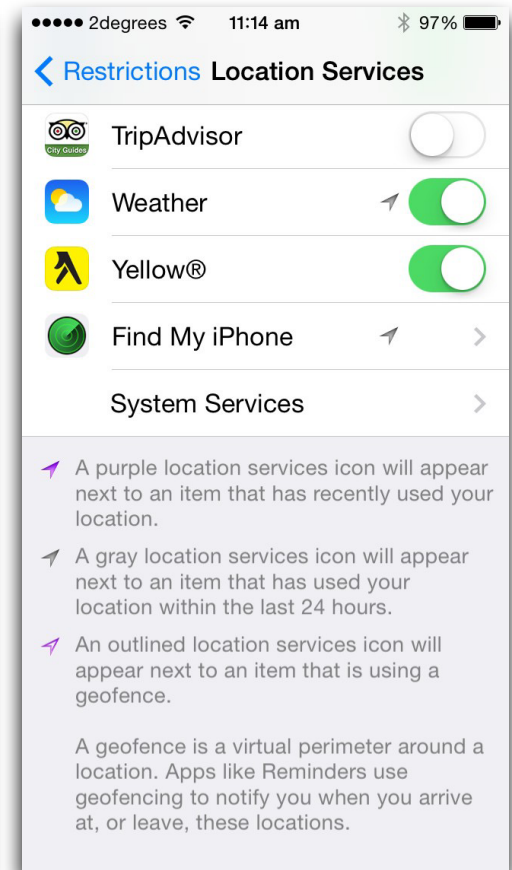 2degrees 11:14 am 97%
Restrictions Location Services
City Guides
TripAdvisor
Weather
Yellow®
Find My iPhone
System Services
A purple location services icon will appear
next to an item that has recently used your
location.
A gray location services icon will appear
next to an item that has used your
location within the last 24 hours.
An outlined location services icon will
appear next to an item that is using a
geofence.
A geofence is a virtual perimeter around a
location. Apps like Reminders use
geofencing to notify you when you arrive
at, or leave, these locations.